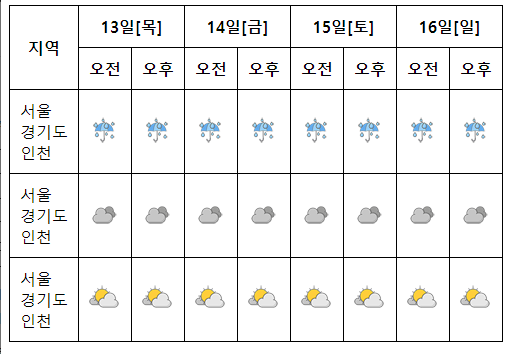 지역 13일[목] 14일[금] 15일[토] 16일[일]
오전 오후 오전 오후 오전 오후 오전 오후
서울
경기도
인천
서울
경기도
인천
서울
경기도
인천